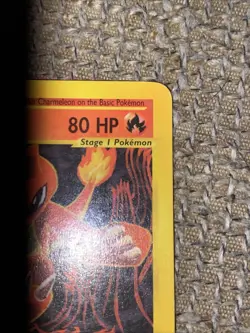 Charmeleon on the Basic Pokémon.
80 HP
Stage 1 Pokémon